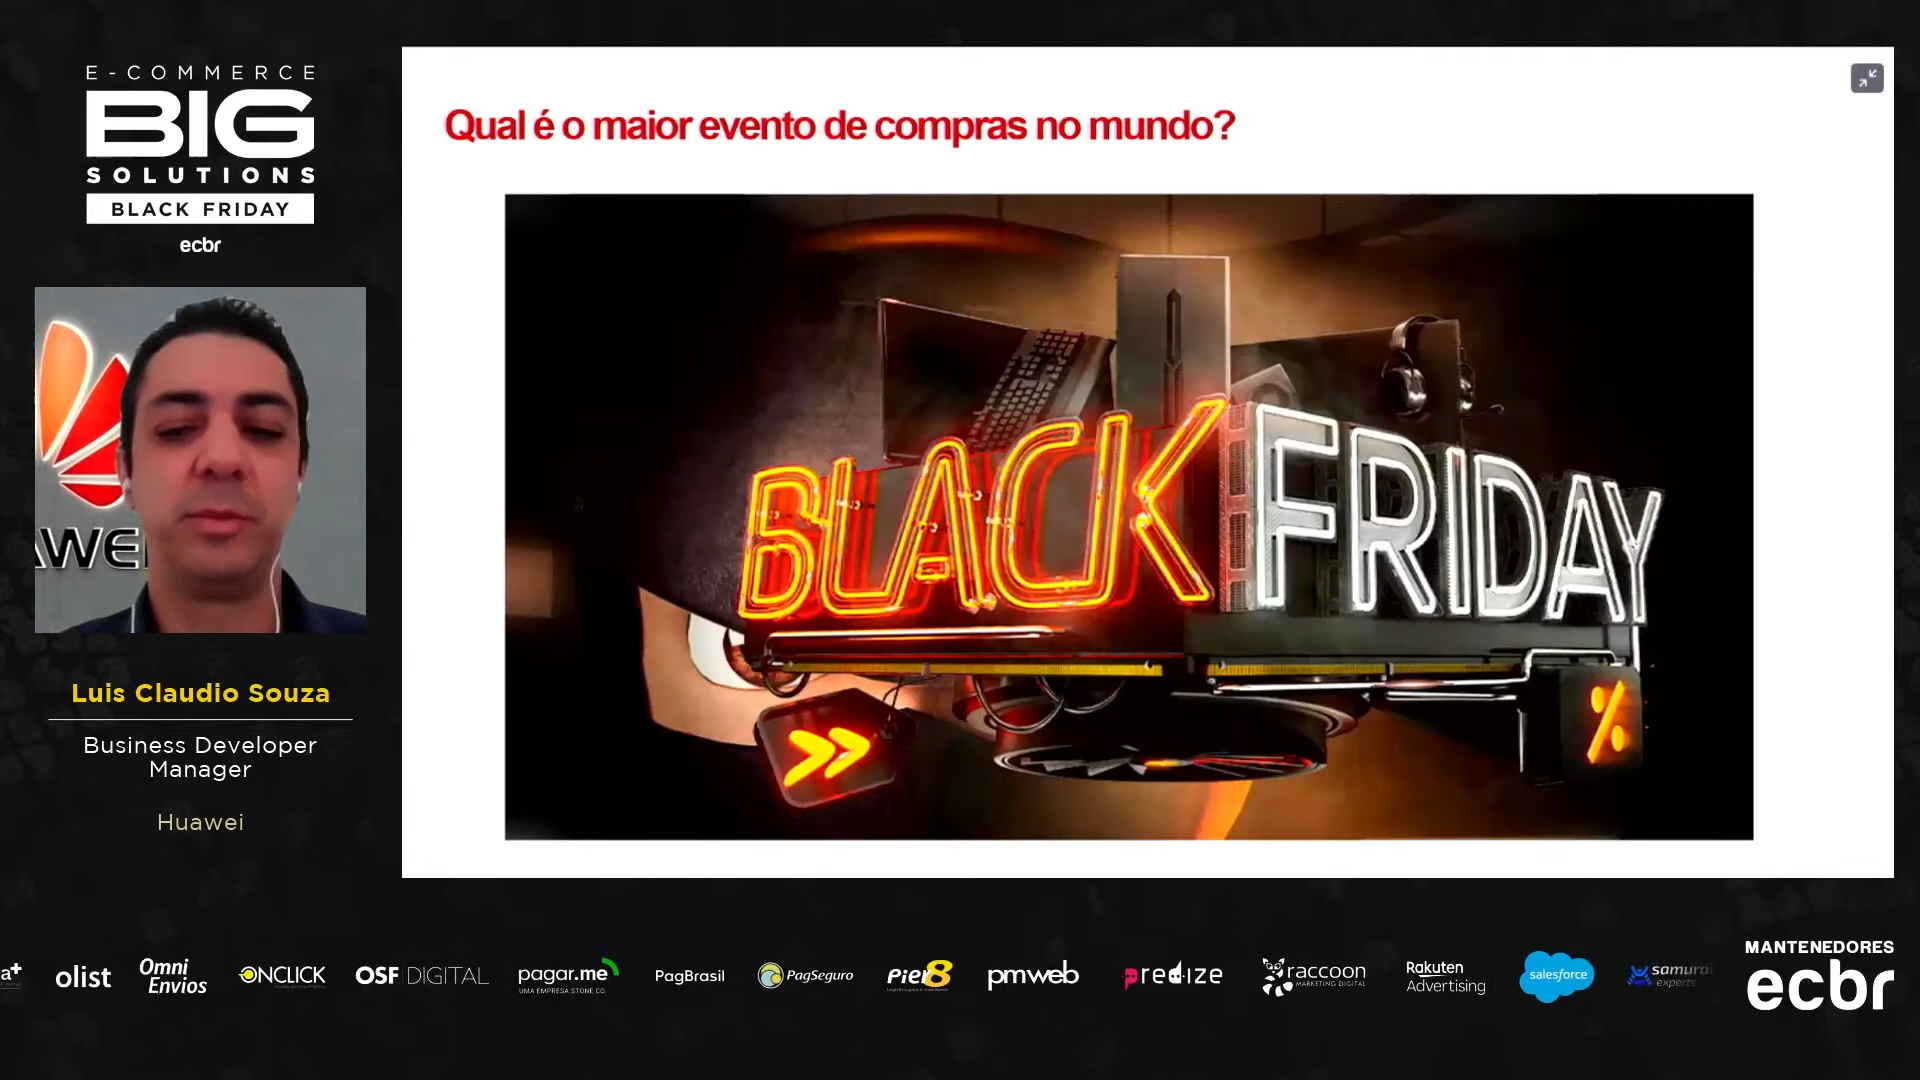 E-COMMERCE
BIG
SOLUTIONS
BLACK FRIDAY
ecbr
Luis Claudio Souza
Business Developer
Manager
Huawei
Qual é o maior evento de compras no mundo?
BLACK FRIDAY
%
a+
olist
Omni
Envios
ONCLICK
OSF DIGITAL
pagar.me
UMA EMPRESA STONE CO.
PagBrasil
PagSeguro
Pier8
pmweb
predize
raccoon
MARKETING DIGITAL
Rakuten
Advertising
salesforce
samurai
experts
MANTENEDORES
ecbr